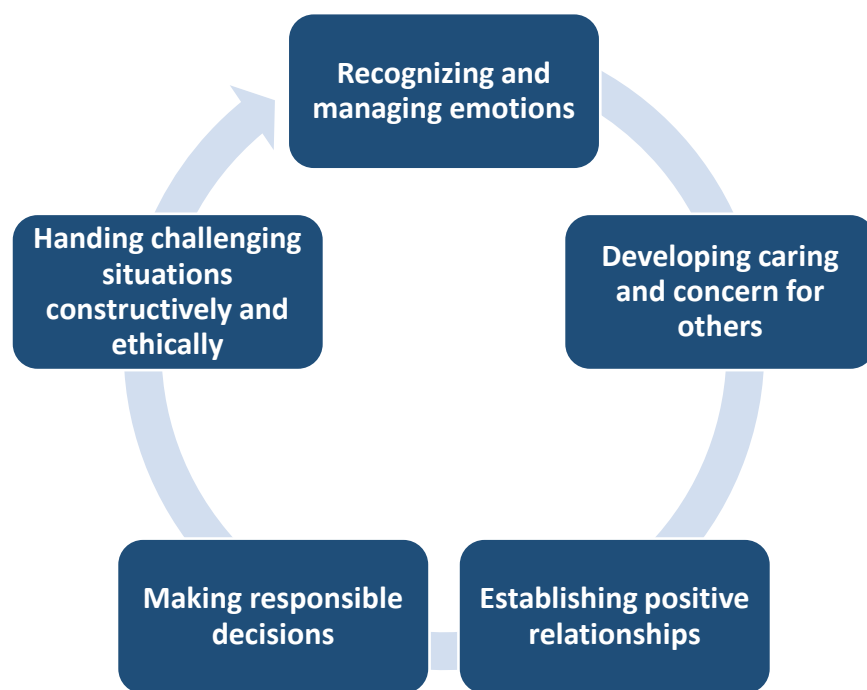 Recognizing and
managing emotions
Developing caring
and concern for
others
Establishing positive
relationships
Making responsible
decisions
Handing challenging
situations
constructively and
ethically